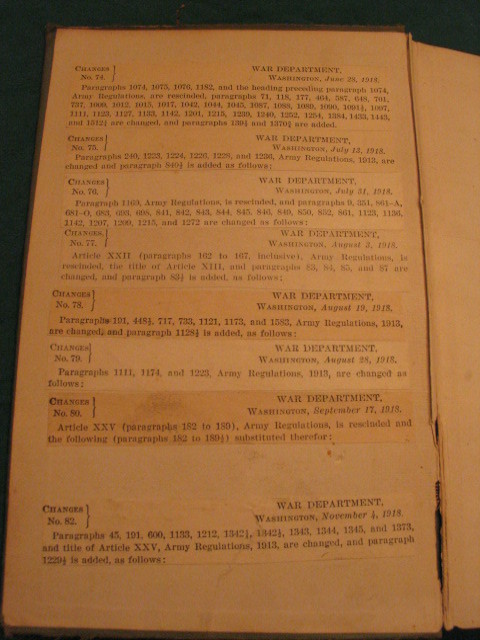 CHANGES
No. 74.
WAR DEPARTMENT,
WASHINGTON, June 28, 1918.
Paragraphs 1074, 1075, 1076, 1182, and the heading preceding paragraph 1074,
Army Regulations, are rescinded, paragraphs 71, 118, 177, 464, 587, 648, 701,
737, 1000, 1012, 1015, 1017, 1043, 1044, 1045, 1087, 1088, 1089, 1090, 1091½, 1097,
1111, 1123, 1127, 1133, 1142, 1201, 1215, 1239, 1240, 1252, 1254, 1384, 1433, 1443,
and 1512½ are changed, and paragraphs 139½ and 1370½ are added.
CHANGES
No. 75.
WAR DEPARTMENT,
WASHINGTON, July 15, 1918.
Paragraphs 240, 1223, 1224, 1226, 1228, and 1236, Army Regulations, 1913, are
changed and paragraph 840½ is added as follows:
CHANGES
No. 76.
WAR DEPARTMENT,
WASHINGTON, July 31, 1918.
Paragraph 1169, Army Regulations, is rescinded, and paragraphs 9, 351, 861-A,
681-O, 683, 693, 698, 841, 842, 843, 844, 845, 846, 849, 850, 852, 861, 1123, 1136,
1142, 1207, 1209, 1215, and 1272 are changed as follows:
CHANGES
No. 77.
WAR DEPARTMENT,
WASHINGTON, August 3, 1918.
Article XXII (paragraphs 162 to 167, inclusive), Army Regulations, is
rescinded, the title of Article XIII, and paragraphs 83, 84, 85, and 87 are
changed, and paragraph 83½ is added, as follows:
CHANGES
No. 78.
WAR DEPARTMENT,
WASHINGTON, August 19, 1918.
Paragraphs 191, 448½, 717, 733, 1121, 1173, and 1583, Army Regulations, 1913,
are changed, and paragraph 1128½ is added, as follows:
CHANGES
No. 79.
WAR DEPARTMENT,
WASHINGTON, August 28, 1918.
Paragraphs 1111, 1174, and 1223, Army Regulations, 1913, are changed as
follows:
CHANGES
No. 80.
WAR DEPARTMENT,
WASHINGTON, September 17, 1918.
Article XXV (paragraphs 182 to 189), Army Regulations, is rescinded and
the following (paragraphs 182 to 189½) substituted therefor:
CHANGES
No. 82.
WAR DEPARTMENT,
WASHINGTON, November 4, 1918.
Paragraphs 45, 191, 600, 1133, 1212, 1342½, 1342¾, 1343, 1344, 1345, and 1373,
and title of Article XXV, Army Regulations, 1913, are changed, and paragraph
1229½ is added, as follows: